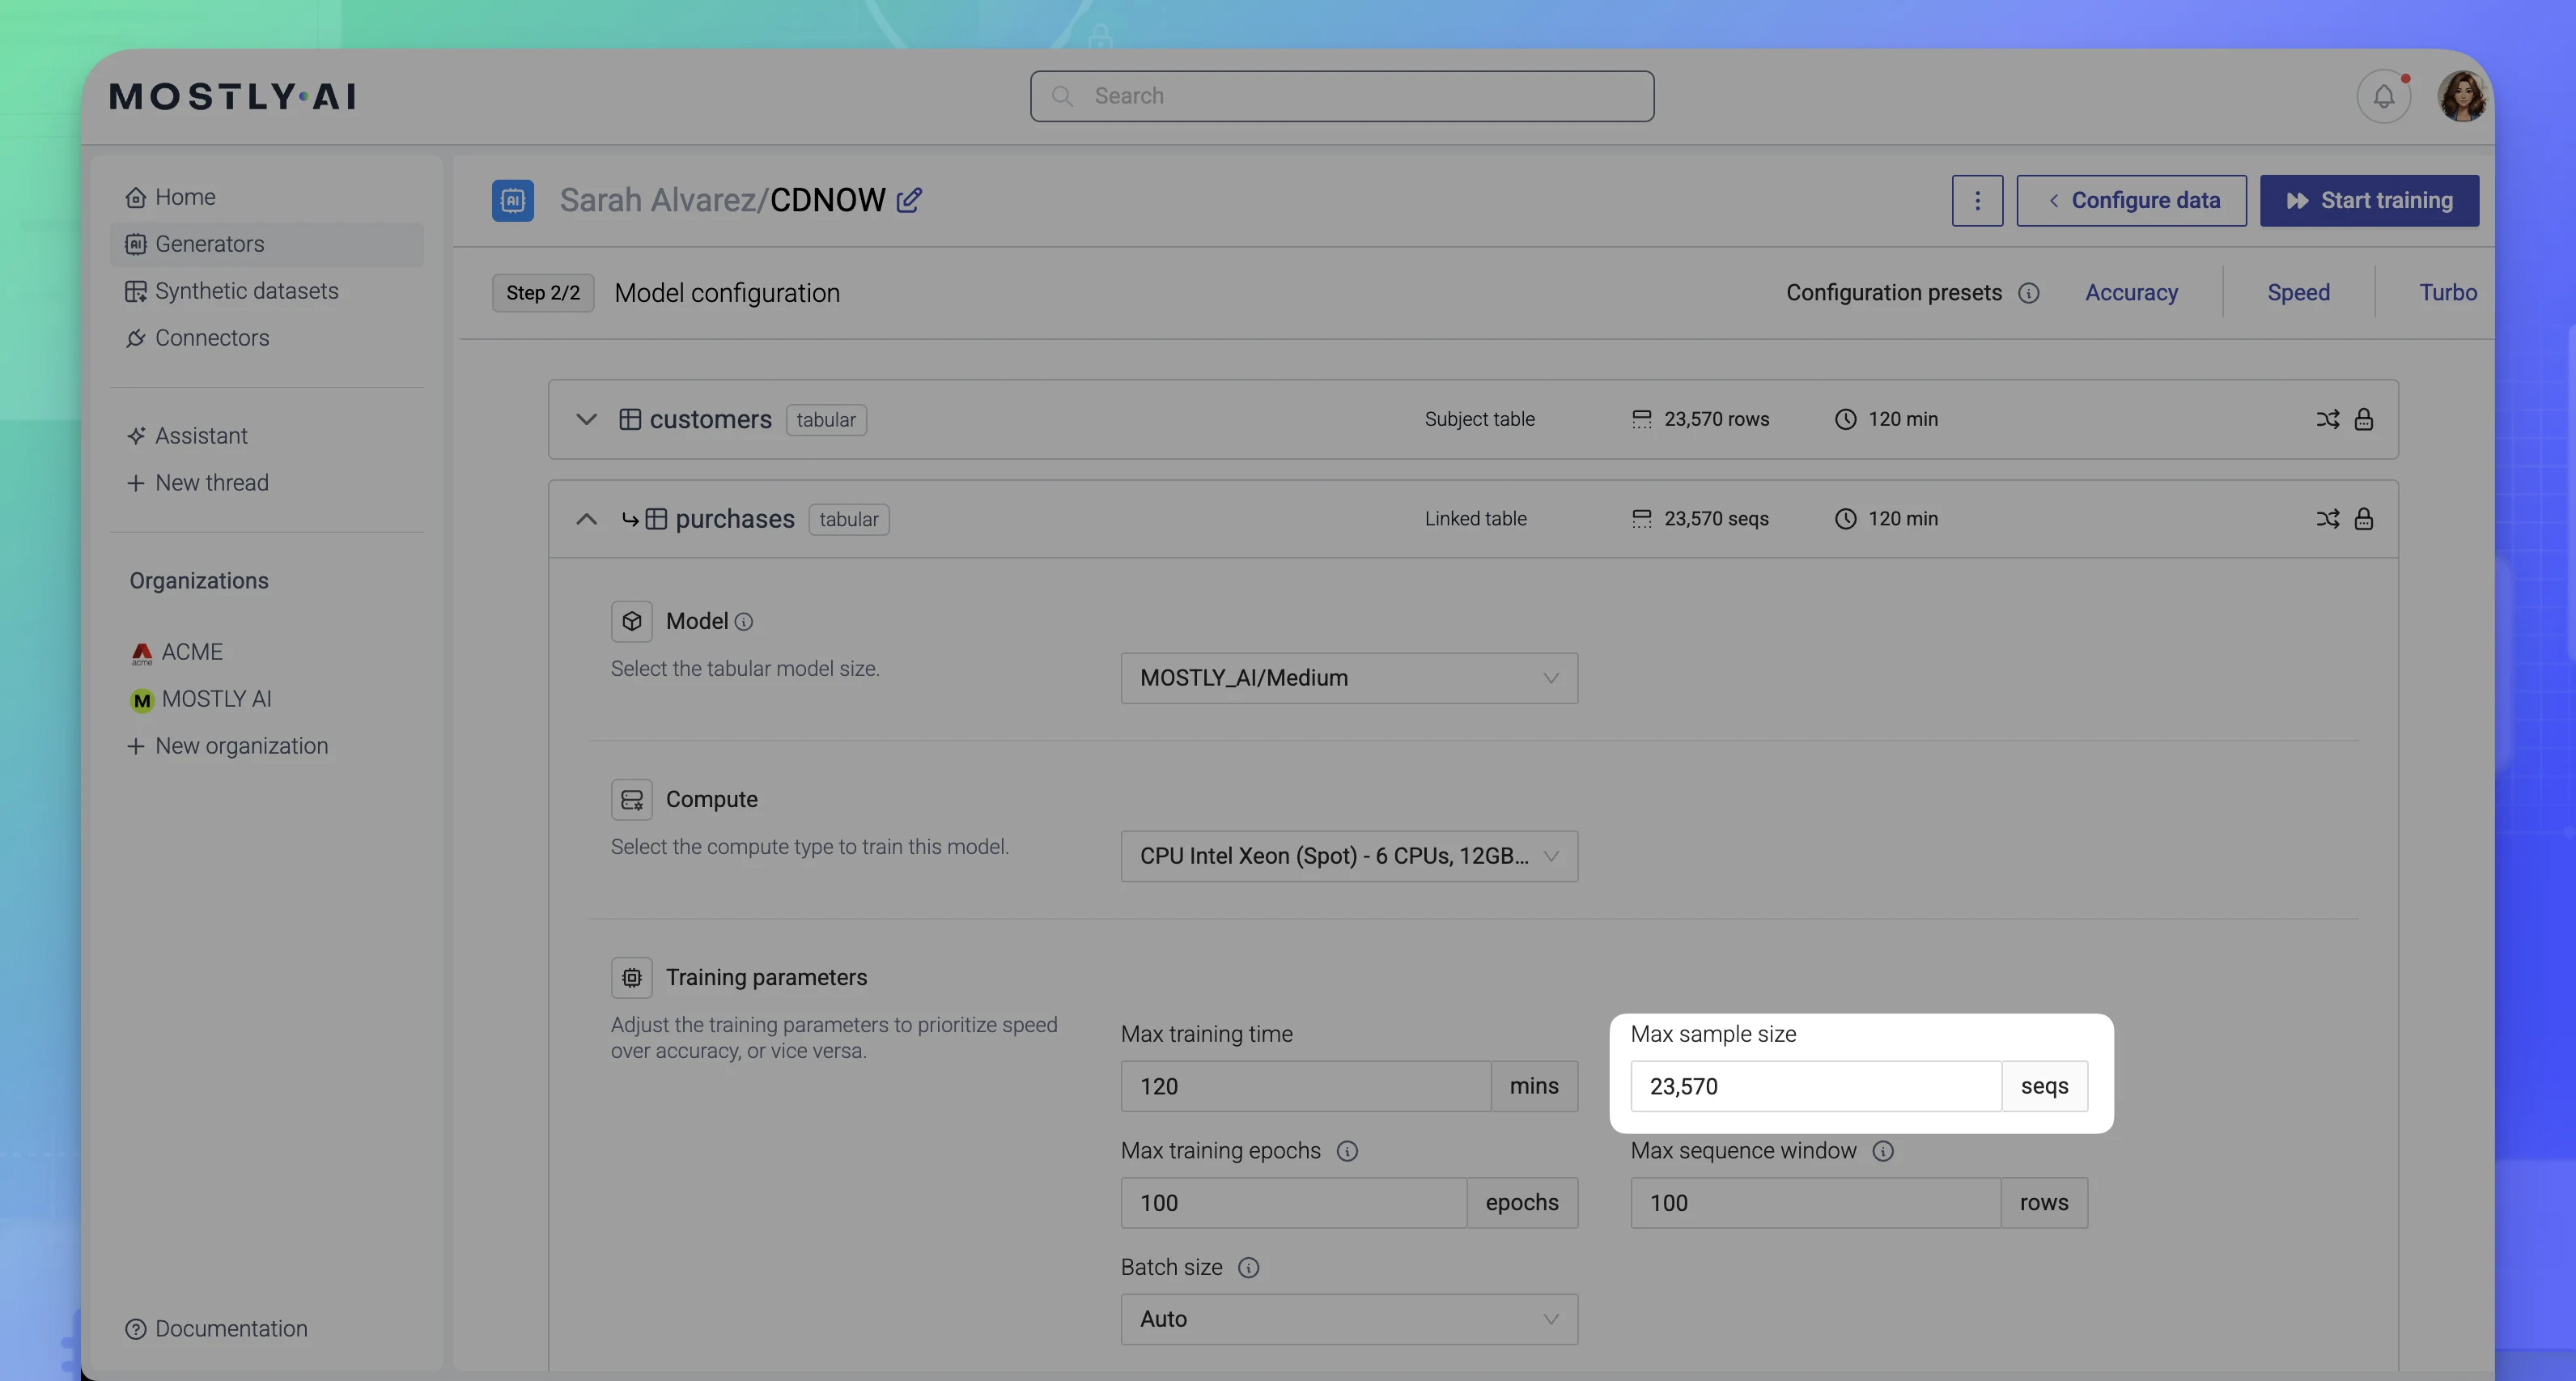 MOSTLY·AI
Search
Home
Generators
Synthetic datasets
Connectors
Assistant
+ New thread
Organizations
acme
ACME
M
MOSTLY AI
+ New organization
Documentation
AI
Sarah Alvarez/CDNOW
Configure data
Start training
Step 2/2
Model configuration
Configuration presets
Accuracy
Speed
Turbo
customers
tabular
Subject table
23,570 rows
120 min
purchases
tabular
Linked table
23,570 seqs
120 min
Model
Select the tabular model size.
MOSTLY_AI/Medium
Compute
Select the compute type to train this model.
CPU Intel Xeon (Spot) - 6 CPUs, 12GB...
Training parameters
Adjust the training parameters to prioritize speed
over accuracy, or vice versa.
Max training time
120 mins
Max sample size
23,570 seqs
Max training epochs
100 epochs
Max sequence window
100 rows
Batch size
Auto